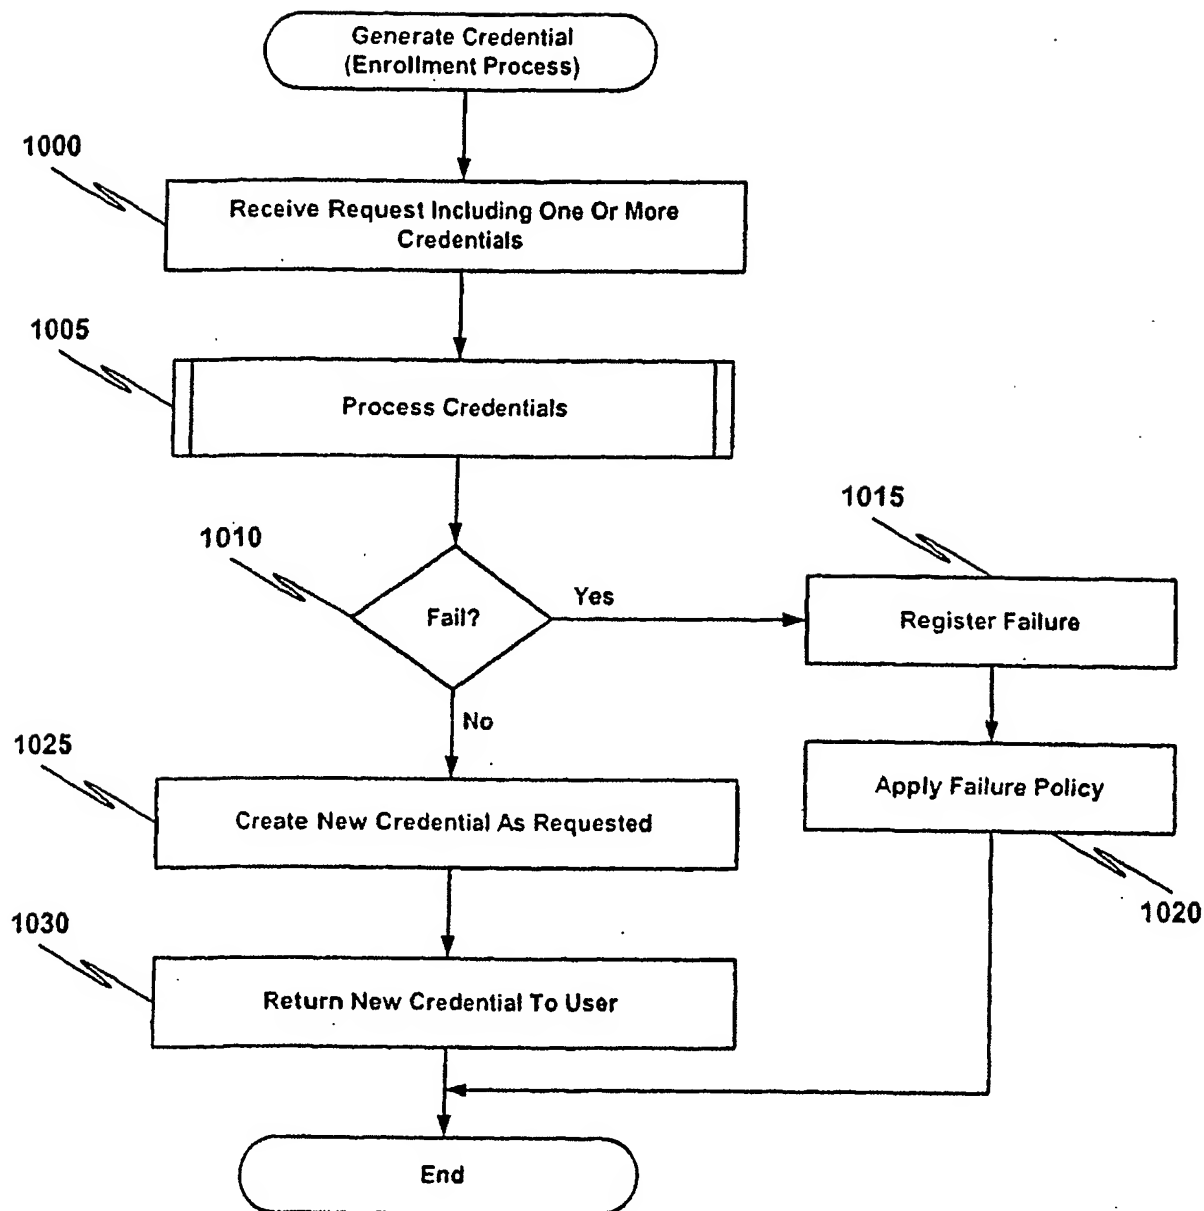 Generate Credential
(Enrollment Process)
1000
Receive Request Including One Or More
Credentials
1005
Process Credentials
1010
Fail?
Yes
1015
Register Failure
No
1025
Create New Credential As Requested
Apply Failure Policy
1020
1030
Return New Credential To User
End